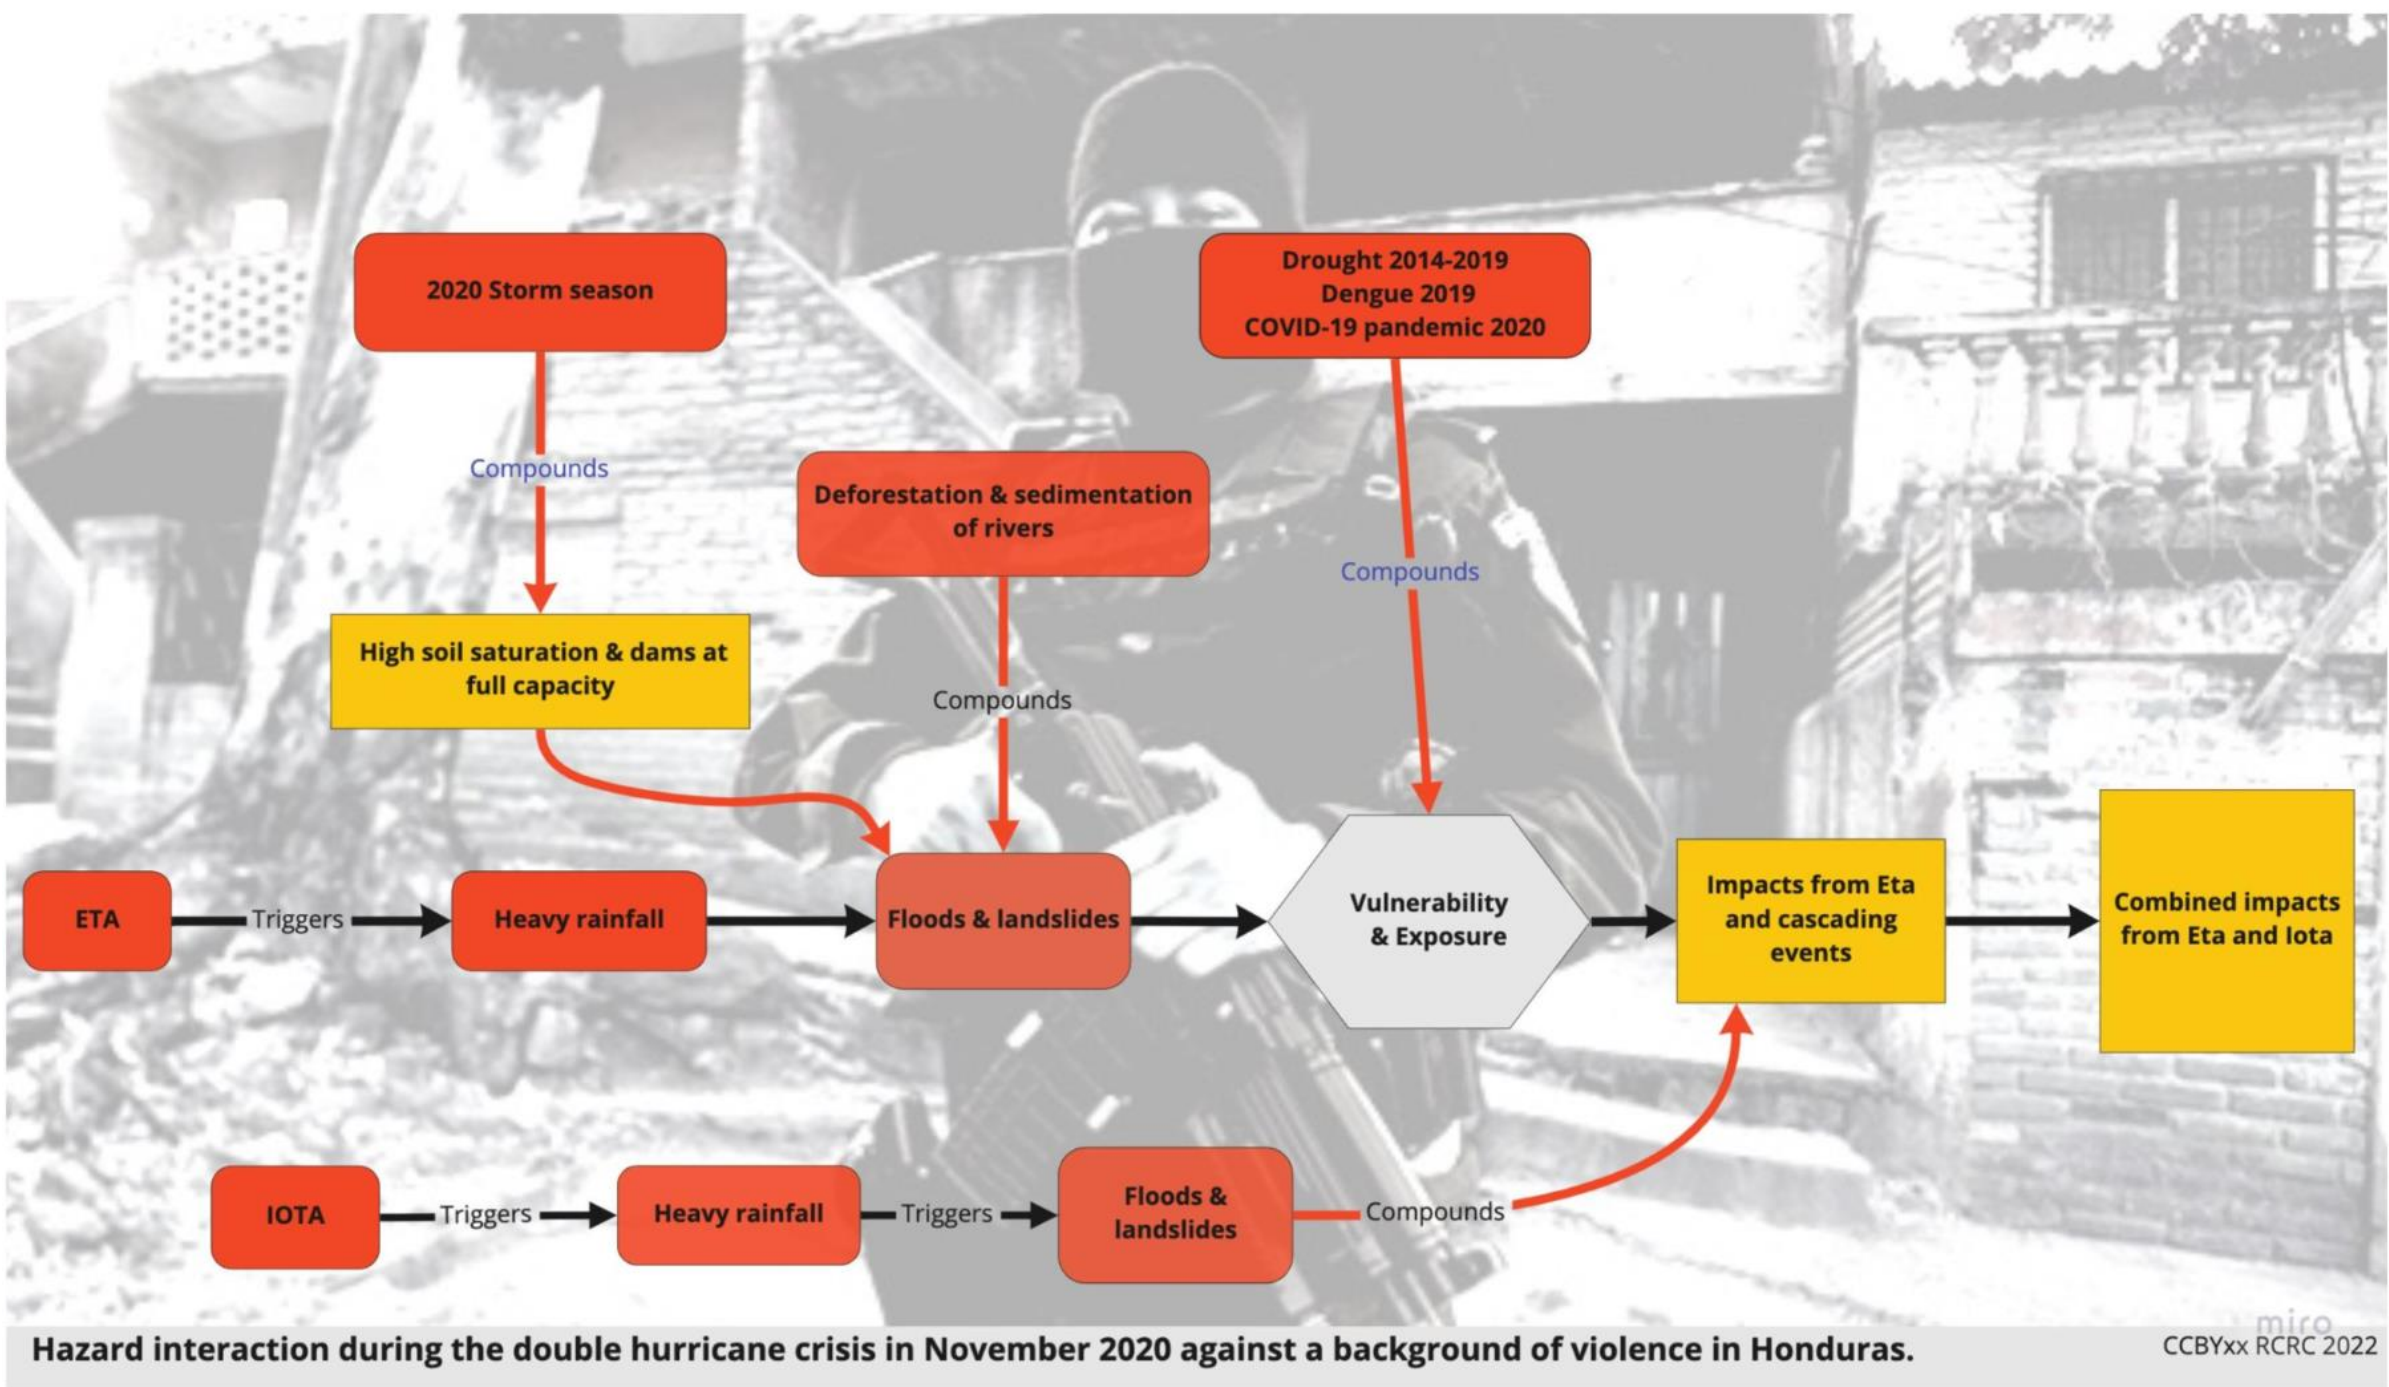 2020 Storm season
Drought 2014-2019
Dengue 2019
COVID-19 pandemic 2020
Compounds
Deforestation & sedimentation
of rivers
Compounds
High soil saturation & dams at
full capacity
Compounds
ETA
Triggers
Heavy rainfall
Floods & landslides
Vulnerability
& Exposure
Impacts from Eta
and cascading
events
Combined impacts
from Eta and Iota
IOTA
Triggers
Heavy rainfall
Triggers
Floods &
landslides
Compounds
miro
Hazard interaction during the double hurricane crisis in November 2020 against a background of violence in Honduras.
CCBYxx RCRC 2022